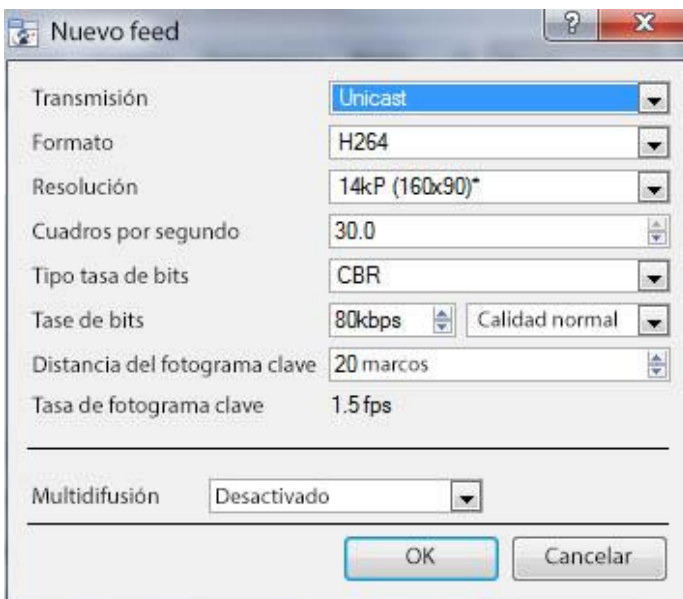 Nuevo feed
Transmisión Unicast
Formato H264
Resolución 14kP (160x90)*
Cuadros por segundo 30.0
Tipo tasa de bits CBR
Tase de bits 80kbps Calidad normal
Distancia del fotograma clave 20 marcos
Tasa de fotograma clave 1.5 fps
Multidifusión Desactivado
OK Cancelar